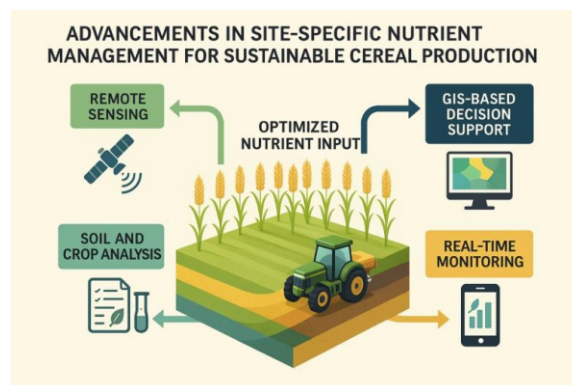 ADVANCEMENTS IN SITE-SPECIFIC NUTRIENT
MANAGEMENT FOR SUSTAINABLE CEREAL PRODUCTION
REMOTE
SENSING
OPTIMIZED
NUTRIENT INPUT
GIS-BASED
DECISION
SUPPORT
SOIL AND
CROP ANALYSIS
REAL-TIME
MONITORING